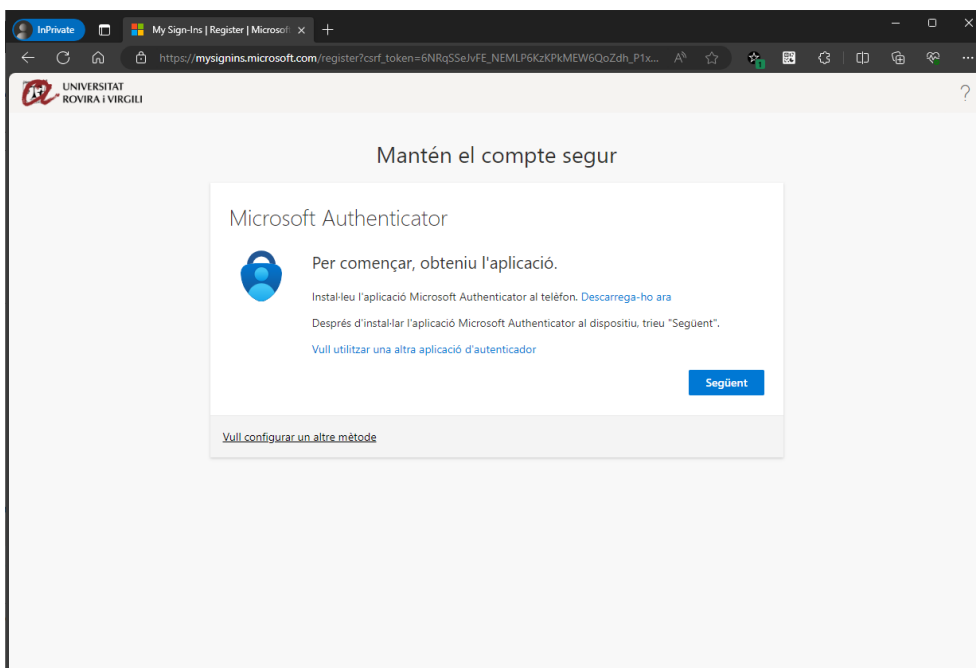 InPrivate
My Sign-Ins | Register | Microsoft
https://mysignins.microsoft.com/register?csrf_token=6NRqSSeJvFE_NEMLP6KzKPkMEW6QoZdh_P1x...
UNIVERSITAT
ROVIRA i VIRGILI
?
Mantén el compte segur
Microsoft Authenticator
Per començar, obteniu l'aplicació.
Instal·leu l'aplicació Microsoft Authenticator al telèfon. Descarrega-ho ara
Després d'instal·lar l'aplicació Microsoft Authenticator al dispositiu, trieu "Següent".
Vull utilitzar una altra aplicació d'autenticador
Següent
Vull configurar un altre mètode